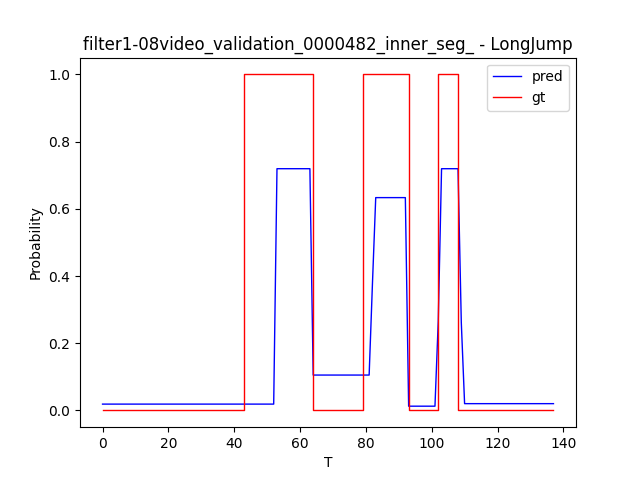 filter1-08video_validation_0000482_inner_seg_ - LongJump
pred
gt
1.0
0.8
0.6
0.4
0.2
0.0
Probability
0 20 40 60 80 100 120 140
T